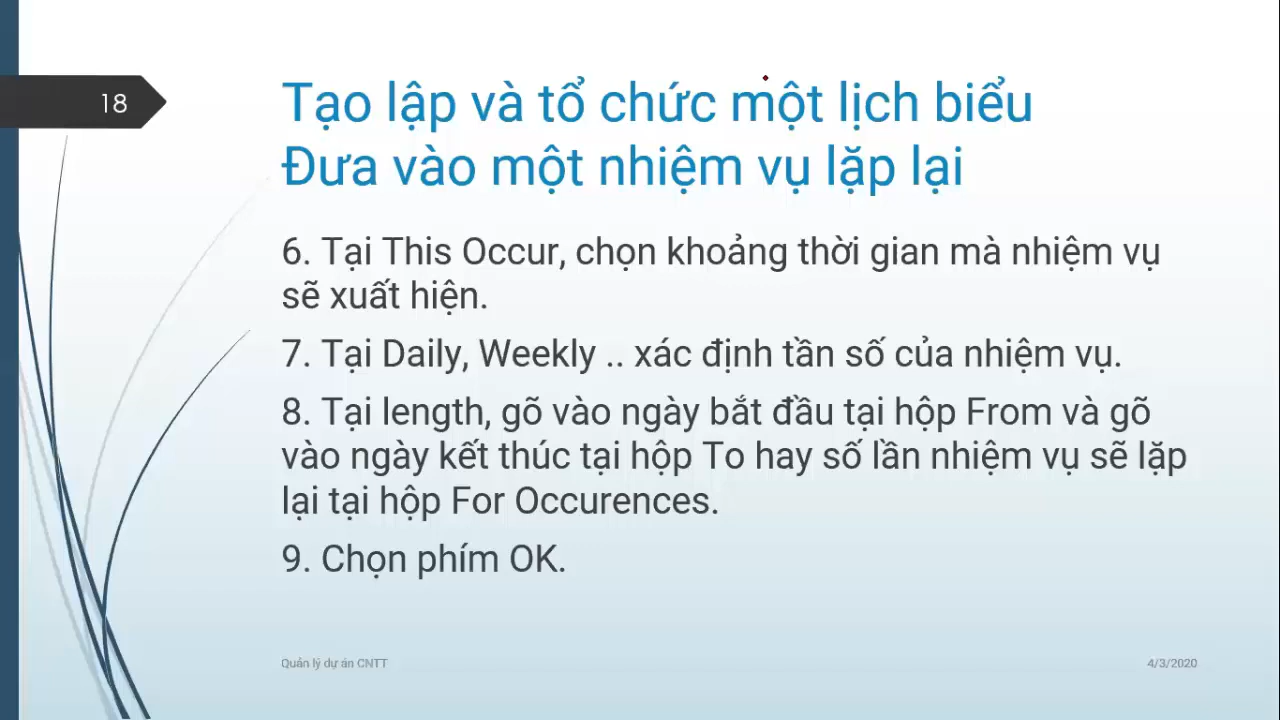 18
Tạo lập và tổ chức một lịch biểu
Đưa vào một nhiệm vụ lặp lại
6. Tại This Occur, chọn khoảng thời gian mà nhiệm vụ
sẽ xuất hiện.
7. Tại Daily, Weekly .. xác định tần số của nhiệm vụ.
8. Tại length, gõ vào ngày bắt đầu tại hộp From và gõ
vào ngày kết thúc tại hộp To hay số lần nhiệm vụ sẽ lặp
lại tại hộp For Occurences.
9. Chọn phím OK.
Quản lý dự án CNTT
4/3/2020